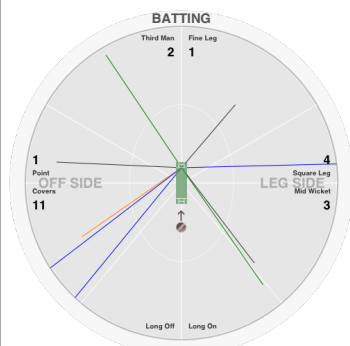 BATTING
Third Man Fine Leg
2 1
1 4
Point Square Leg
OFF SIDE LEG SIDE
Covers Mid Wicket
11 3
Long Off Long On